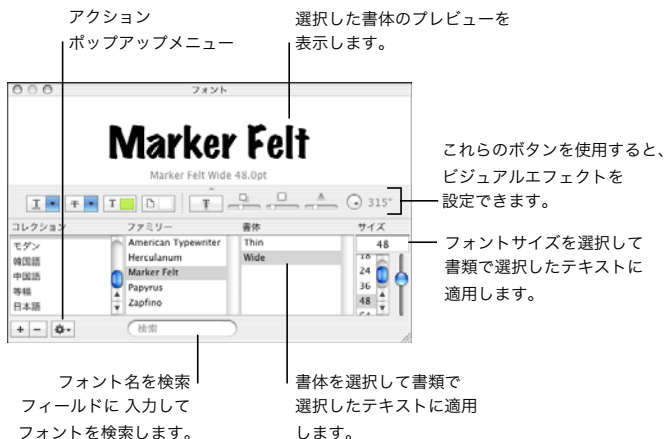 アクション
ポップアップメニュー
選択した書体のプレビューを
表示します。
フォント
Marker Felt
Marker Felt Wide 48.0pt
これらのボタンを使用すると、
ビジュアルエフェクトを
設定できます。
T T T T 315°
コレクション ファミリー 書体 サイズ
モダン
韓国語
中国語
等幅
日本語
American Typewriter
Herculanum
Marker Felt
Papyrus
Zapfino
Thin
Wide
48
18
24
36
48
64
フォントサイズを選択して
書類で選択したテキストに
適用します。
検索
フォント名を検索
フィールドに 入力して
フォントを検索します。
書体を選択して書類で
選択したテキストに適用
します。